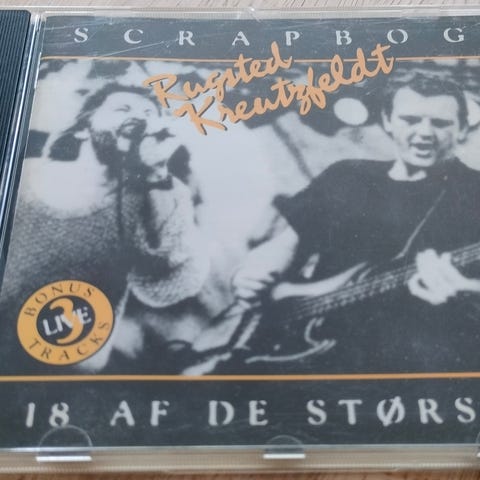 SCRAPBOG
Rugsted
Kreutzfeldt
BONUS
3
LIVE
TRACKS
18 AF DE STØRS